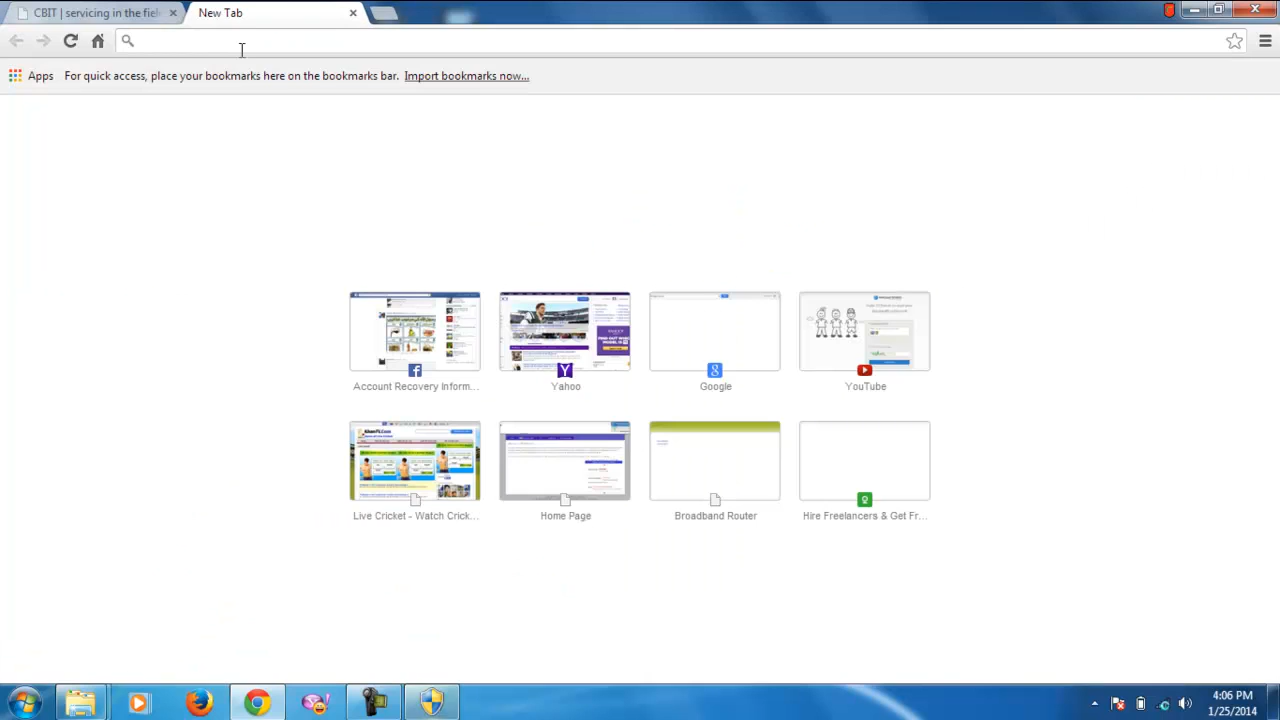 CBIT | servicing in the fiel
New Tab
Apps
For quick access, place your bookmarks here on the bookmarks bar.
Import bookmarks now...
Account Recovery Inform...
Yahoo
Google
YouTube
Live Cricket - Watch Crick...
Home Page
Broadband Router
Hire Freelancers & Get Fr...
4:06 PM
1/25/2014